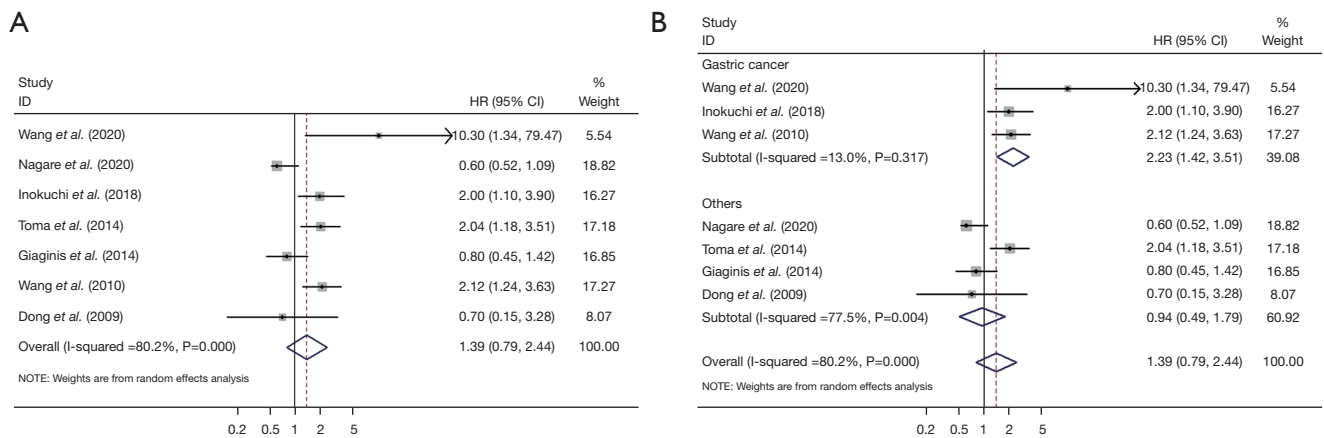 A
Study
ID
HR (95% CI)
%
Weight
Wang et al. (2020) 10.30 (1.34, 79.47) 5.54
Nagare et al. (2020) 0.60 (0.52, 1.09) 18.82
Inokuchi et al. (2018) 2.00 (1.10, 3.90) 16.27
Toma et al. (2014) 2.04 (1.18, 3.51) 17.18
Giaginis et al. (2014) 0.80 (0.45, 1.42) 16.85
Wang et al. (2010) 2.12 (1.24, 3.63) 17.27
Dong et al. (2009) 0.70 (0.15, 3.28) 8.07
Overall (I-squared =80.2%, P=0.000) 1.39 (0.79, 2.44) 100.00
NOTE: Weights are from random effects analysis
0.2 0.5 1 2 5
B
Study
ID
HR (95% CI)
%
Weight
Gastric cancer
Wang et al. (2020) 10.30 (1.34, 79.47) 5.54
Inokuchi et al. (2018) 2.00 (1.10, 3.90) 16.27
Wang et al. (2010) 2.12 (1.24, 3.63) 17.27
Subtotal (I-squared =13.0%, P=0.317) 2.23 (1.42, 3.51) 39.08
Others
Nagare et al. (2020) 0.60 (0.52, 1.09) 18.82
Toma et al. (2014) 2.04 (1.18, 3.51) 17.18
Giaginis et al. (2014) 0.80 (0.45, 1.42) 16.85
Dong et al. (2009) 0.70 (0.15, 3.28) 8.07
Subtotal (I-squared =77.5%, P=0.004) 0.94 (0.49, 1.79) 60.92
Overall (I-squared =80.2%, P=0.000) 1.39 (0.79, 2.44) 100.00
NOTE: Weights are from random effects analysis
0.2 0.5 1 2 5